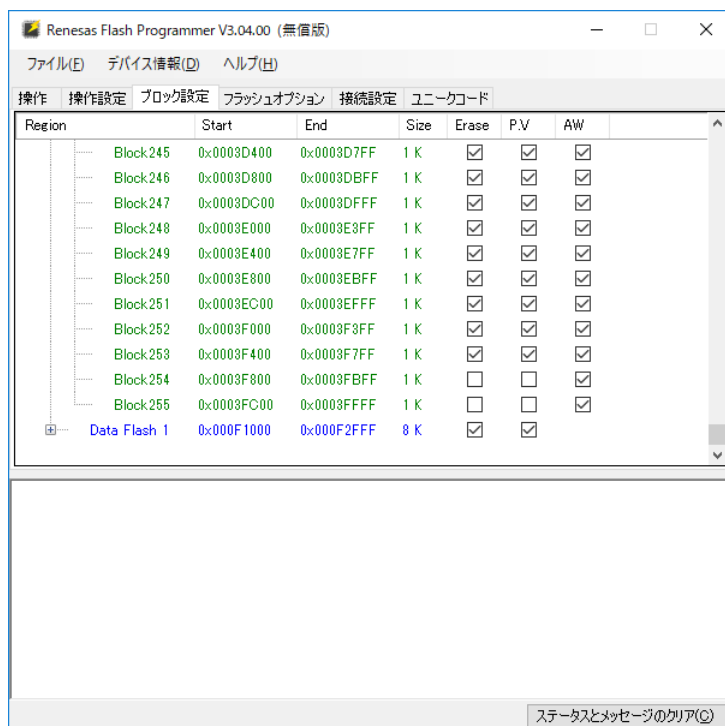 Renesas Flash Programmer V3.04.00 (無償版)
ファイル(F) デバイス情報(D) ヘルプ(H)
操作 操作設定 ブロック設定 フラッシュオプション 接続設定 ユニークコード
Region Start End Size Erase P.V AW
Block245 0x0003D400 0x0003D7FF 1 K
Block246 0x0003D800 0x0003DBFF 1 K
Block247 0x0003DC00 0x0003DFFF 1 K
Block248 0x0003E000 0x0003E3FF 1 K
Block249 0x0003E400 0x0003E7FF 1 K
Block250 0x0003E800 0x0003EBFF 1 K
Block251 0x0003EC00 0x0003EFFF 1 K
Block252 0x0003F000 0x0003F3FF 1 K
Block253 0x0003F400 0x0003F7FF 1 K
Block254 0x0003F800 0x0003FBFF 1 K
Block255 0x0003FC00 0x0003FFFF 1 K
Data Flash 1 0x000F1000 0x000F2FFF 8 K
ステータスとメッセージのクリア(C)